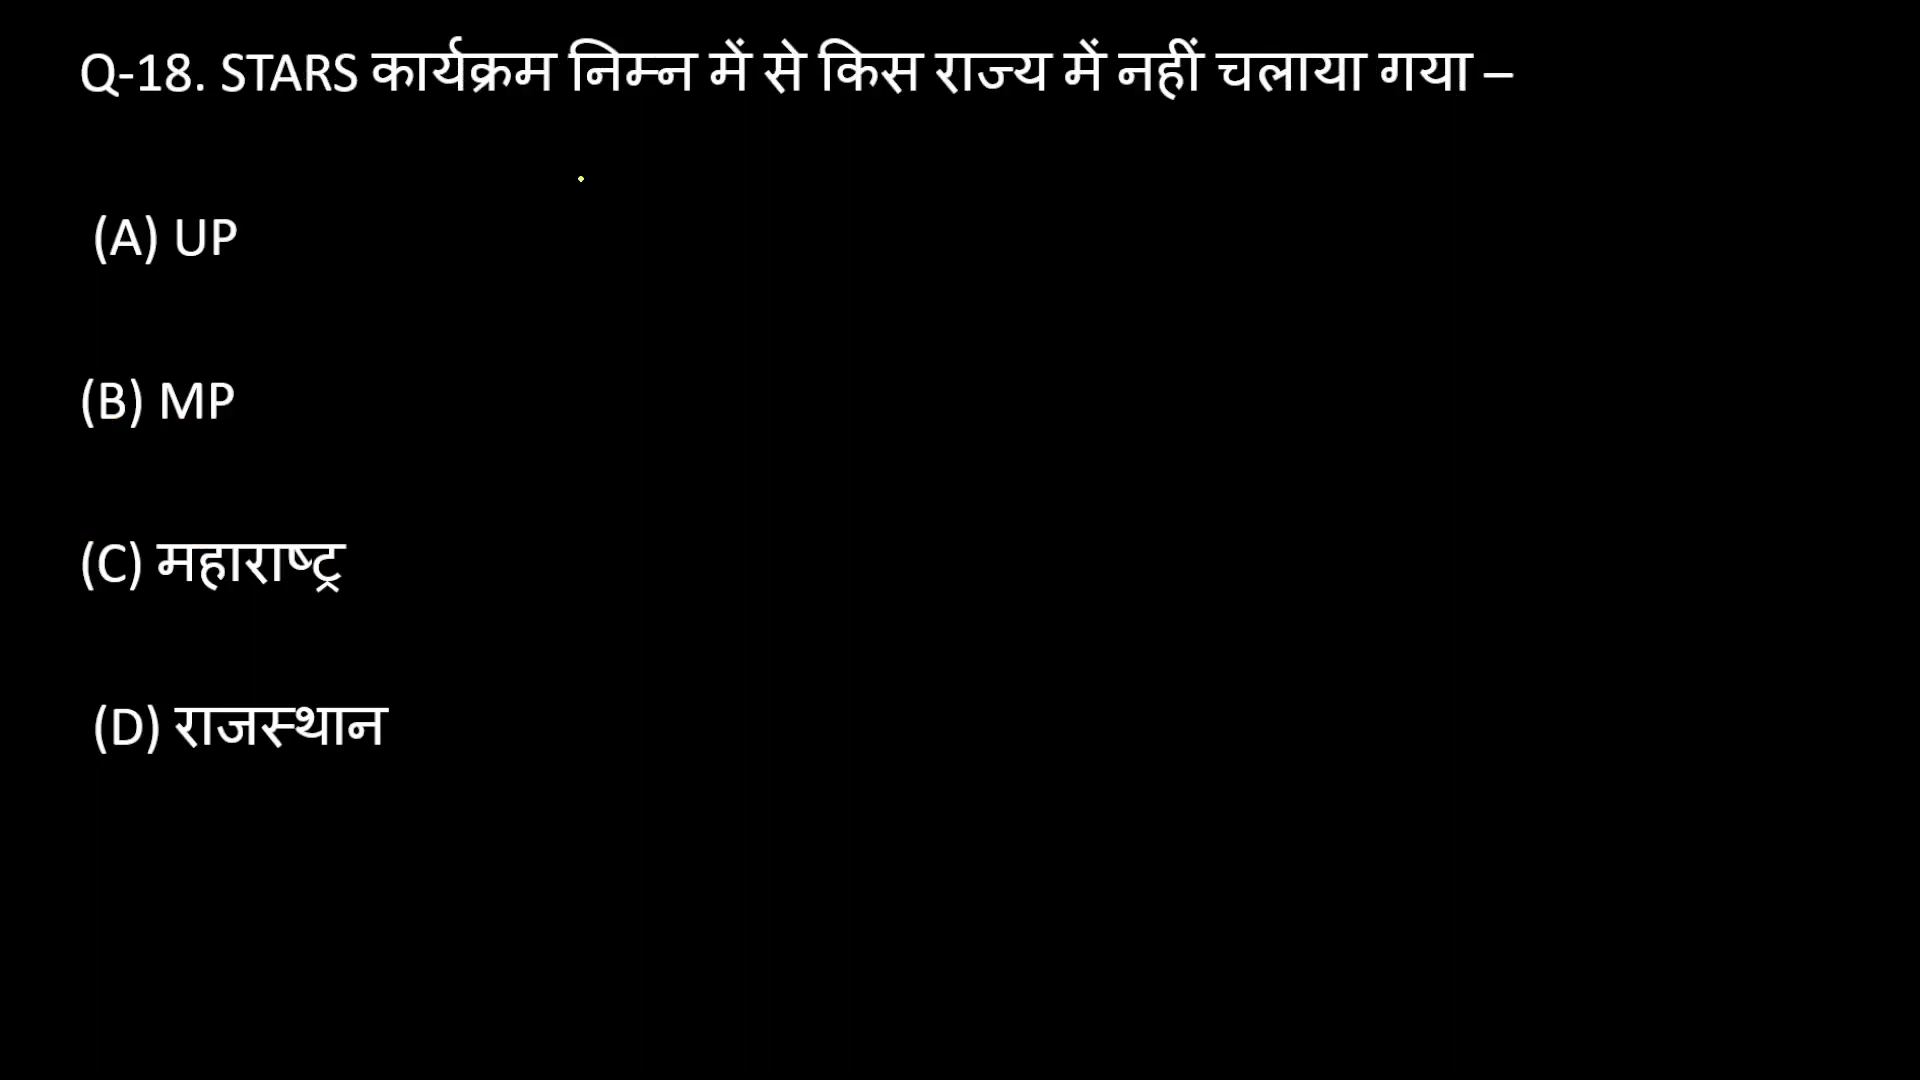 Q-18. STARS कार्यक्रम निम्न में से किस राज्य में नहीं चलाया गया –
(A) UP
(B) MP
(C) महाराष्ट्र
(D) राजस्थान